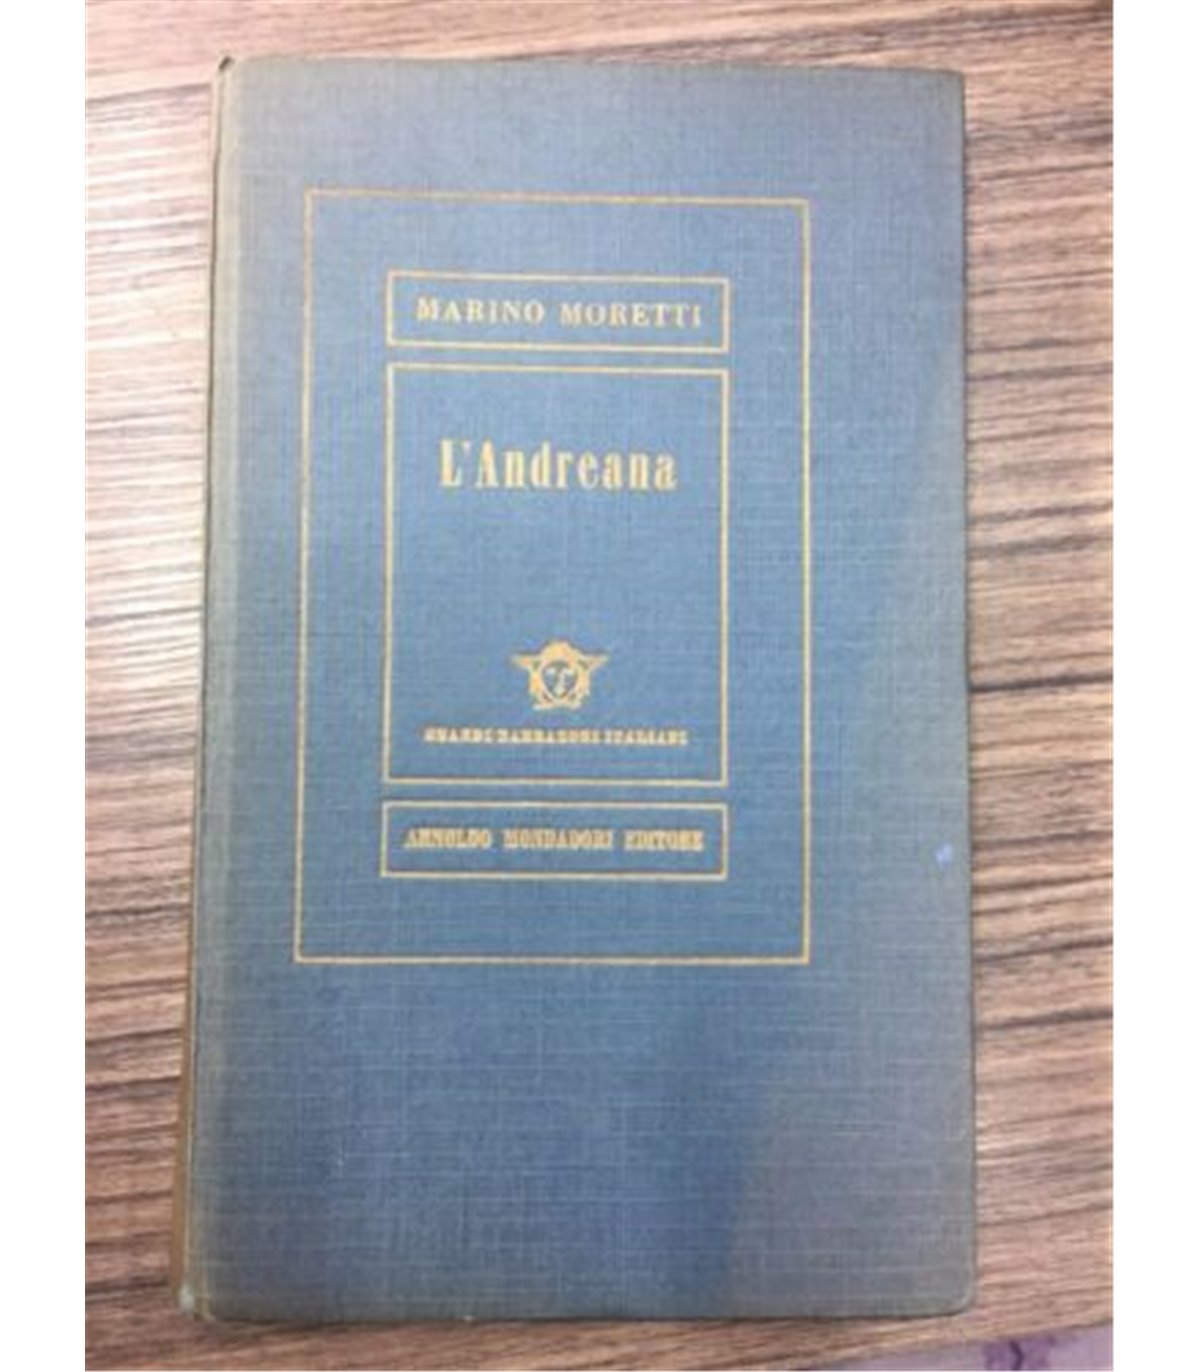 MARINO MORETTI
L'Andreana
GRANDI NARRATORI ITALIANI
ARNOLDO MONDADORI EDITORE